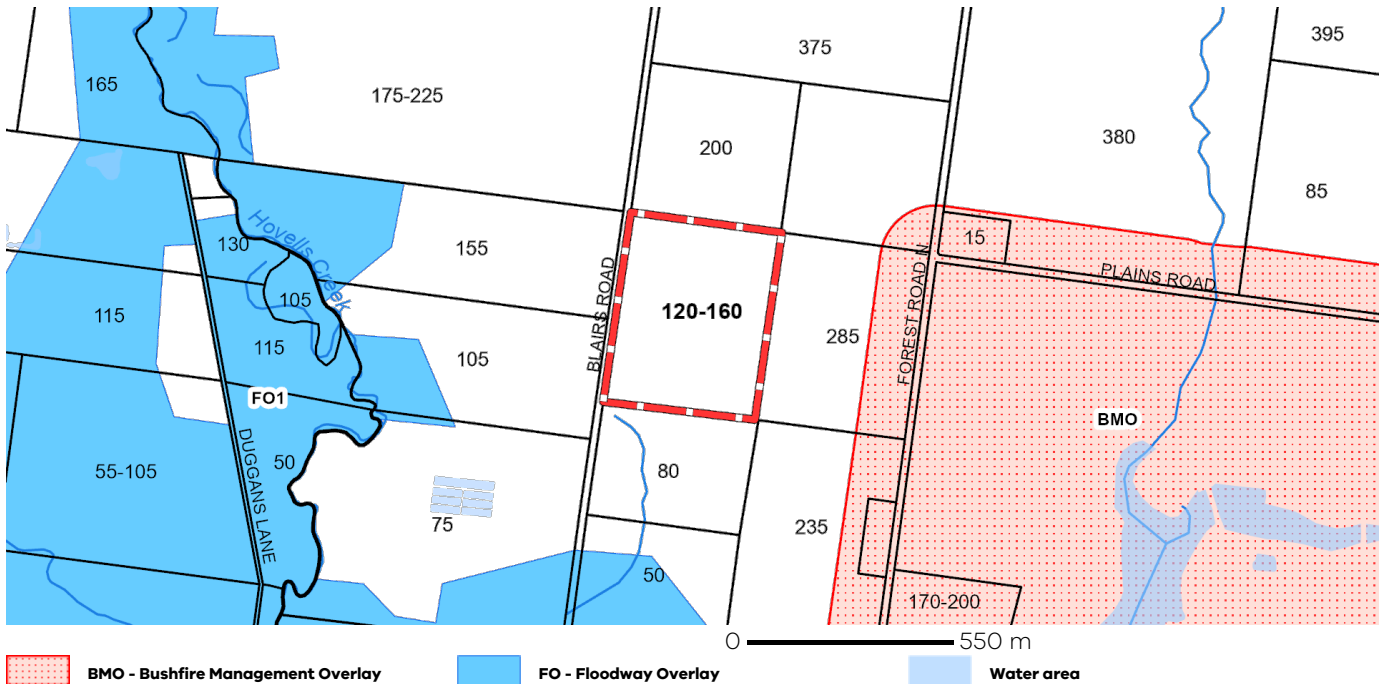 375
395
165
175-225
200
380
85
130
Hovells Creek
155
15
PLAINS ROAD
105
BLAIRS ROAD
120-160
285
FOREST ROAD N
115
115
105
FO1
BMO
DUGGANS LANE
50
55-105
80
75
235
50
170-200
0 550 m
BMO - Bushfire Management Overlay
FO - Floodway Overlay
Water area